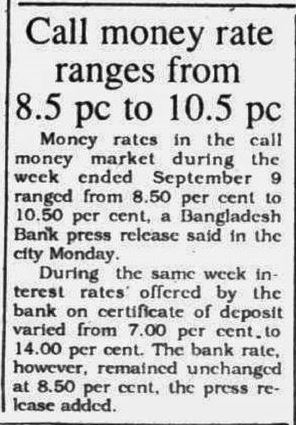 Call money rate
ranges from
8.5 pc to 10.5 pc
Money rates in the call
money market during the
week ended September 9
ranged from 8.50 per cent to
10.50 per cent, a Bangladesh
Bank press release said in the
city Monday.
During the same week in-
terest rates offered by the
bank on certificate of deposit
varied from 7.00 per cent.to
14.00 per cent. The bank rate,
however, remained unchanged
at 8.50 per cent, the press re-
lease added.